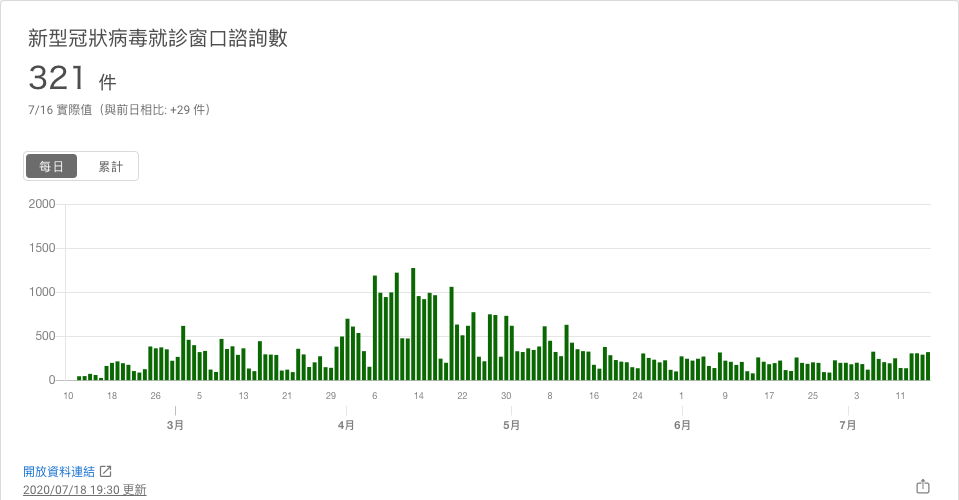 新型冠狀病毒就診窗口諮詢數
321 件
7/16 實際值（與前日相比: +29 件）
每日 累計
2000
1500
1000
500
0
10 18 26 5 13 21 29 6 14 22 30 8 16 24 1 9 17 25 3 11
3月 4月 5月 6月 7月
開放資料連結
2020/07/18 19:30 更新